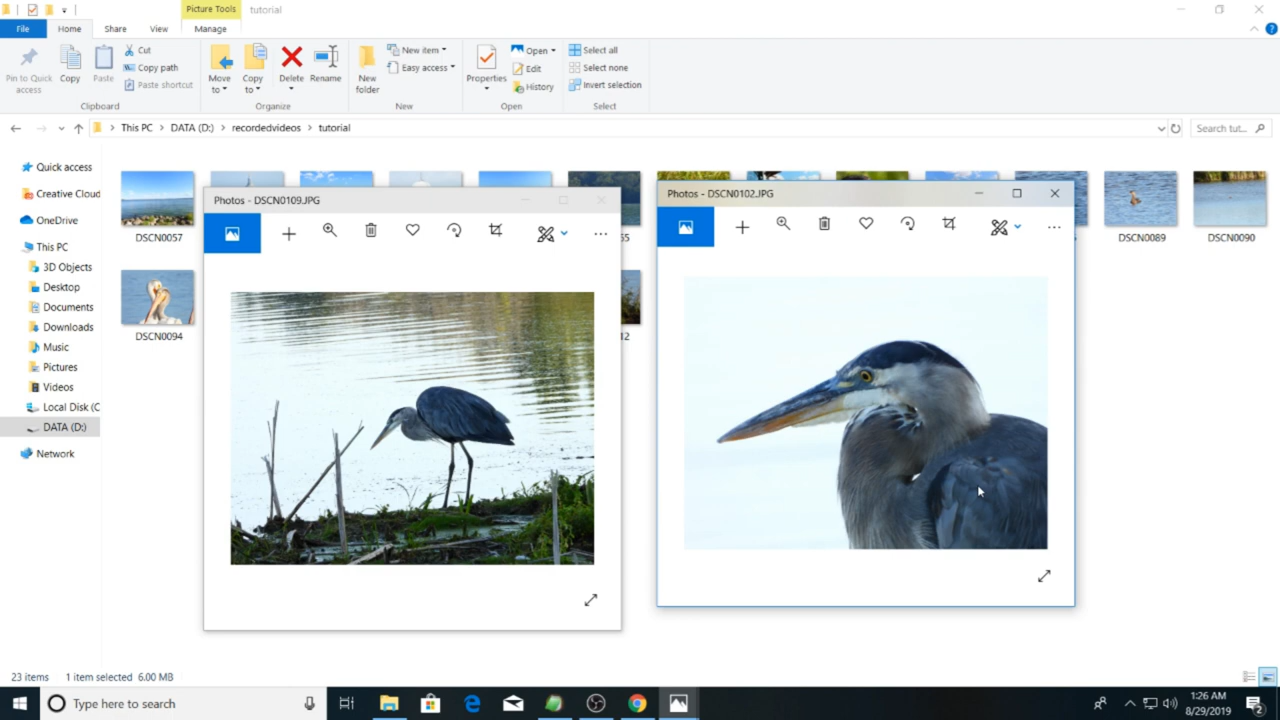 Picture Tools
tutorial
File
Home
Share
View
Manage
Pin to Quick access
Copy
Paste
Cut
Copy path
Paste shortcut
Clipboard
Move to
Copy to
Delete
Rename
Organize
New folder
New item
Easy access
New
Properties
Open
Edit
History
Open
Select all
Select none
Invert selection
Select
This PC
DATA (D:)
recordedvideos
tutorial
Search tut...
Quick access
Creative Cloud
OneDrive
This PC
3D Objects
Desktop
Documents
Downloads
Music
Pictures
Videos
Local Disk (C
DATA (D:)
Network
DSCN0057
DSCN0089
DSCN0090
DSCN0094
12
Photos - DSCN0109.JPG
Photos - DSCN0102.JPG
23 items
1 item selected 6.00 MB
Type here to search
1:26 AM
8/29/2019
2